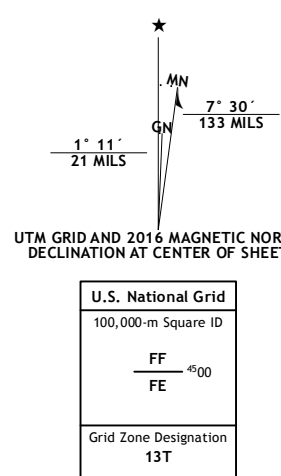 ★
MN
GN
7° 30´
133 MILS
1° 11´
21 MILS
UTM GRID AND 2016 MAGNETIC NOR
DECLINATION AT CENTER OF SHEET
U.S. National Grid
100,000-m Square ID
FF
4500
FE
Grid Zone Designation
13T